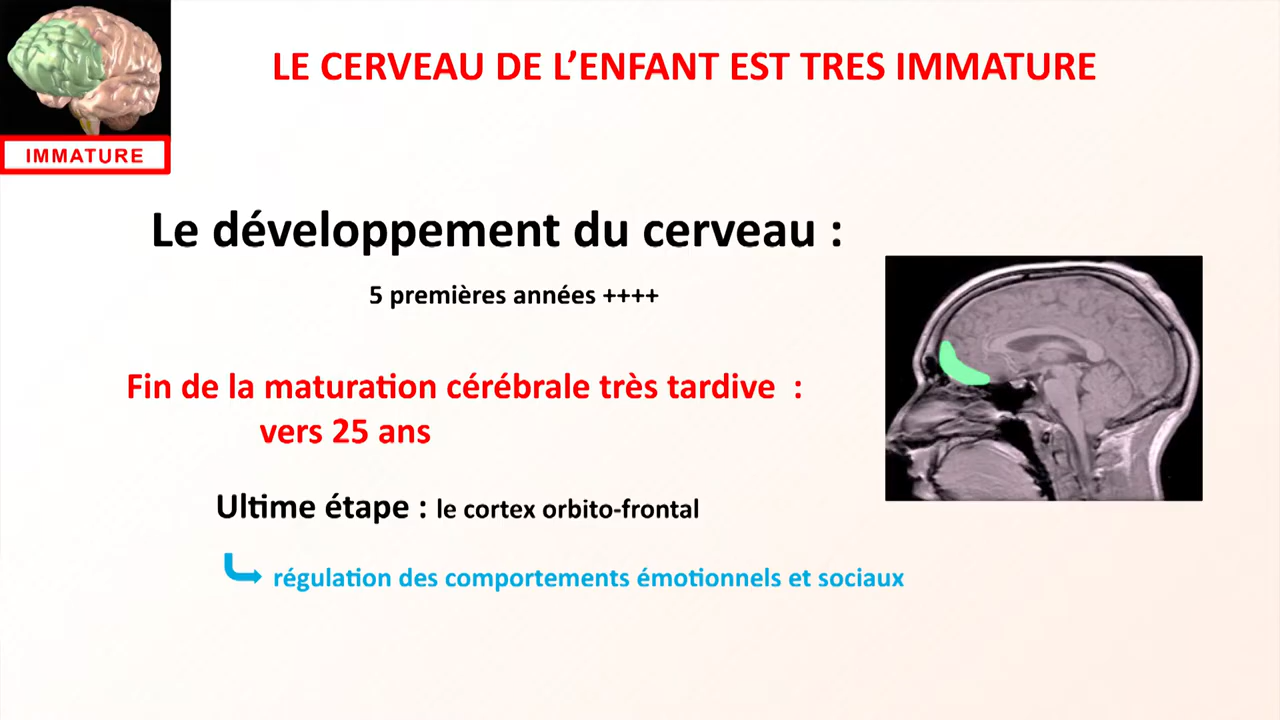 LE CERVEAU DE L’ENFANT EST TRES IMMATURE
IMMATURE
Le développement du cerveau :
5 premières années ++++
Fin de la maturation cérébrale très tardive :
vers 25 ans
Ultime étape : le cortex orbito-frontal
régulation des comportements émotionnels et sociaux